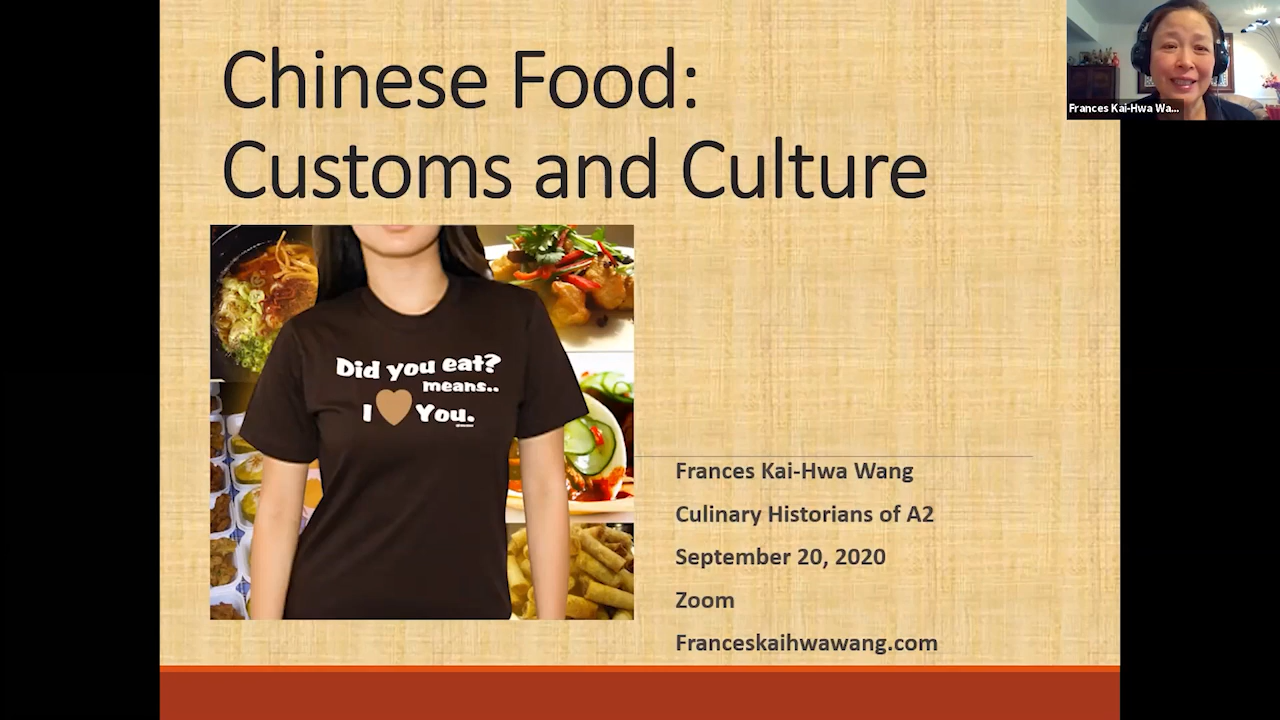 Chinese Food:
Customs and Culture
Frances Kai-Hwa Wa...
Did you eat?
means..
I You.
Frances Kai-Hwa Wang
Culinary Historians of A2
September 20, 2020
Zoom
Franceskaihwawang.com